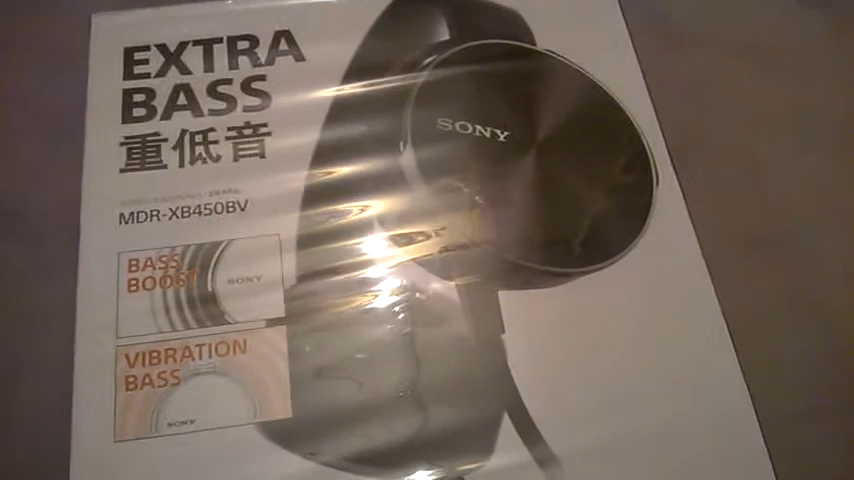 EXTRA
BASS
重低音
SONY
MDR-XB450BV
BASS
BOOST
SONY
VIBRATION
BASS
SONY